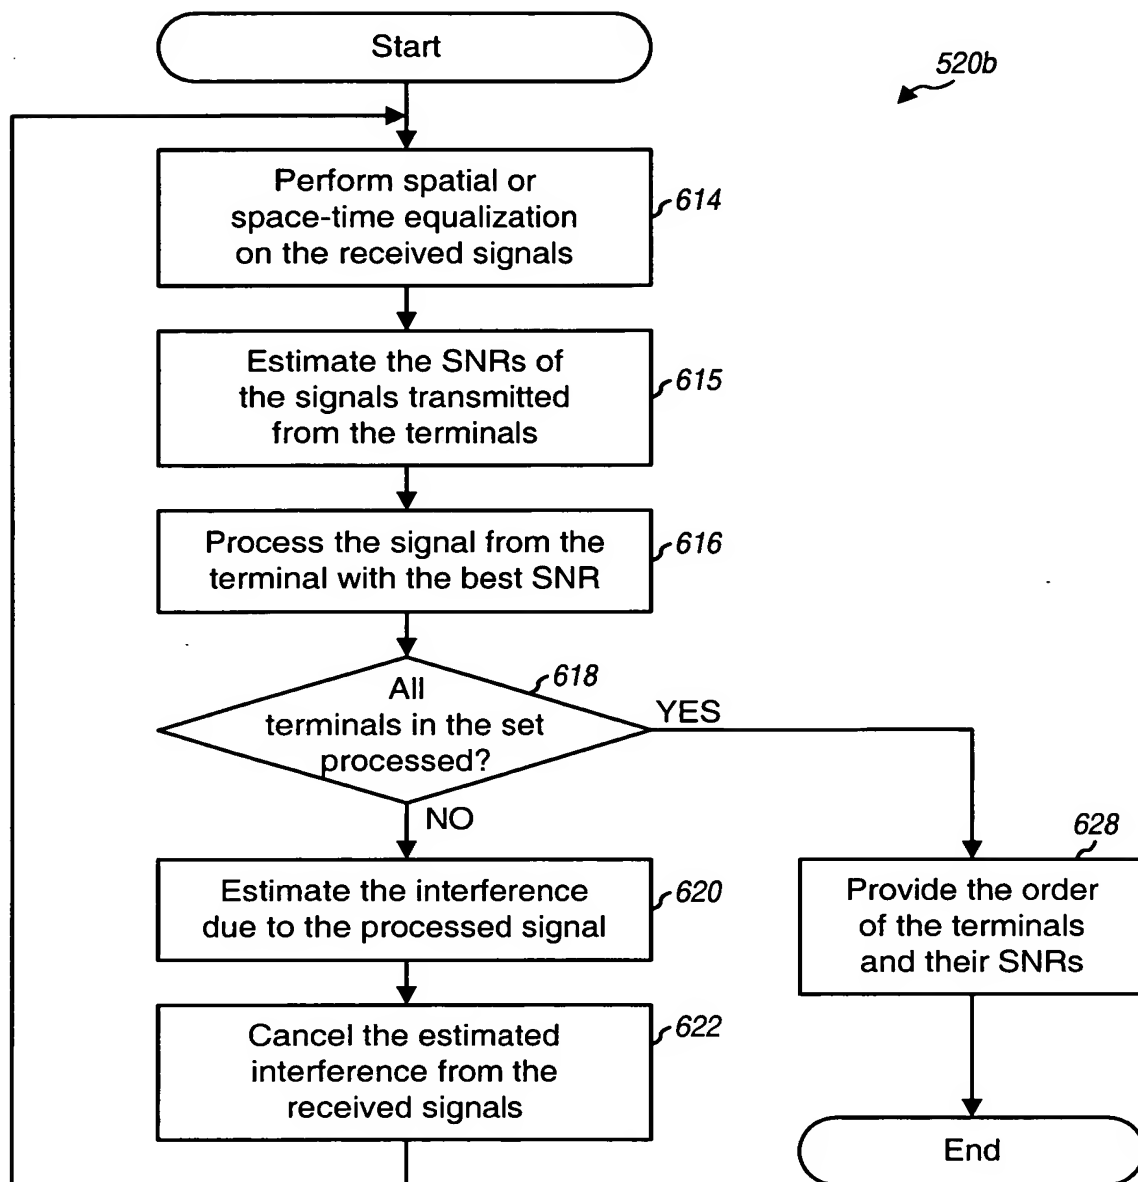 Start
520b
Perform spatial or
space-time equalization
on the received signals
614
Estimate the SNRs of
the signals transmitted
from the terminals
615
Process the signal from the
terminal with the best SNR
616
All
terminals in the set
processed?
618
YES
NO
Estimate the interference
due to the processed signal
620
628
Provide the order
of the terminals
and their SNRs
Cancel the estimated
interference from the
received signals
622
End